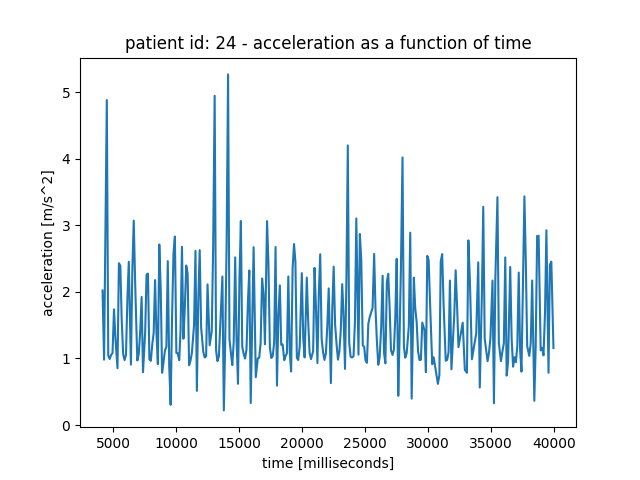 patient id: 24 - acceleration as a function of time
acceleration [m/s^2]
5
4
3
2
1
0
5000 10000 15000 20000 25000 30000 35000 40000
time [milliseconds]